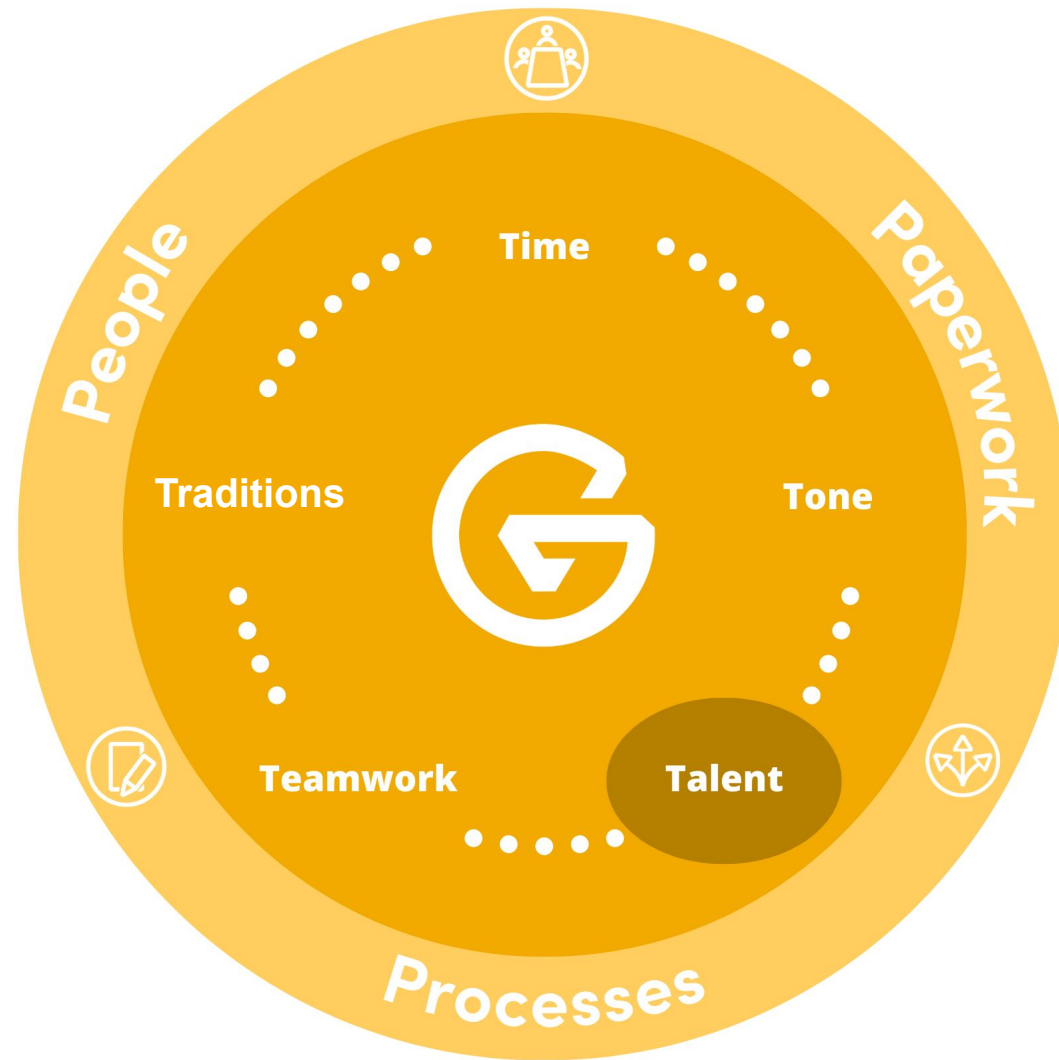 People
Paperwork
Time
Traditions
Tone
G
Teamwork
Talent
Processes